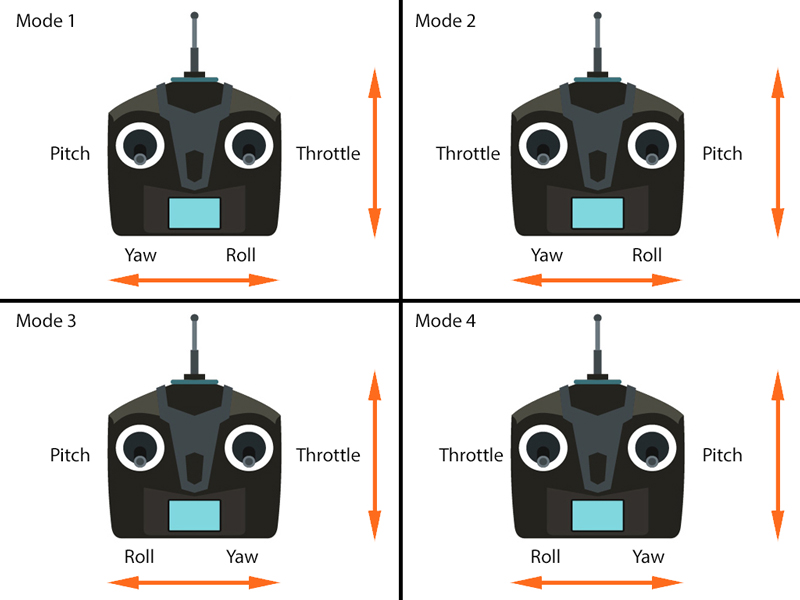 Mode 1
Pitch
Throttle
Yaw Roll
Mode 2
Throttle
Pitch
Yaw Roll
Mode 3
Pitch
Throttle
Roll Yaw
Mode 4
Throttle
Pitch
Roll Yaw